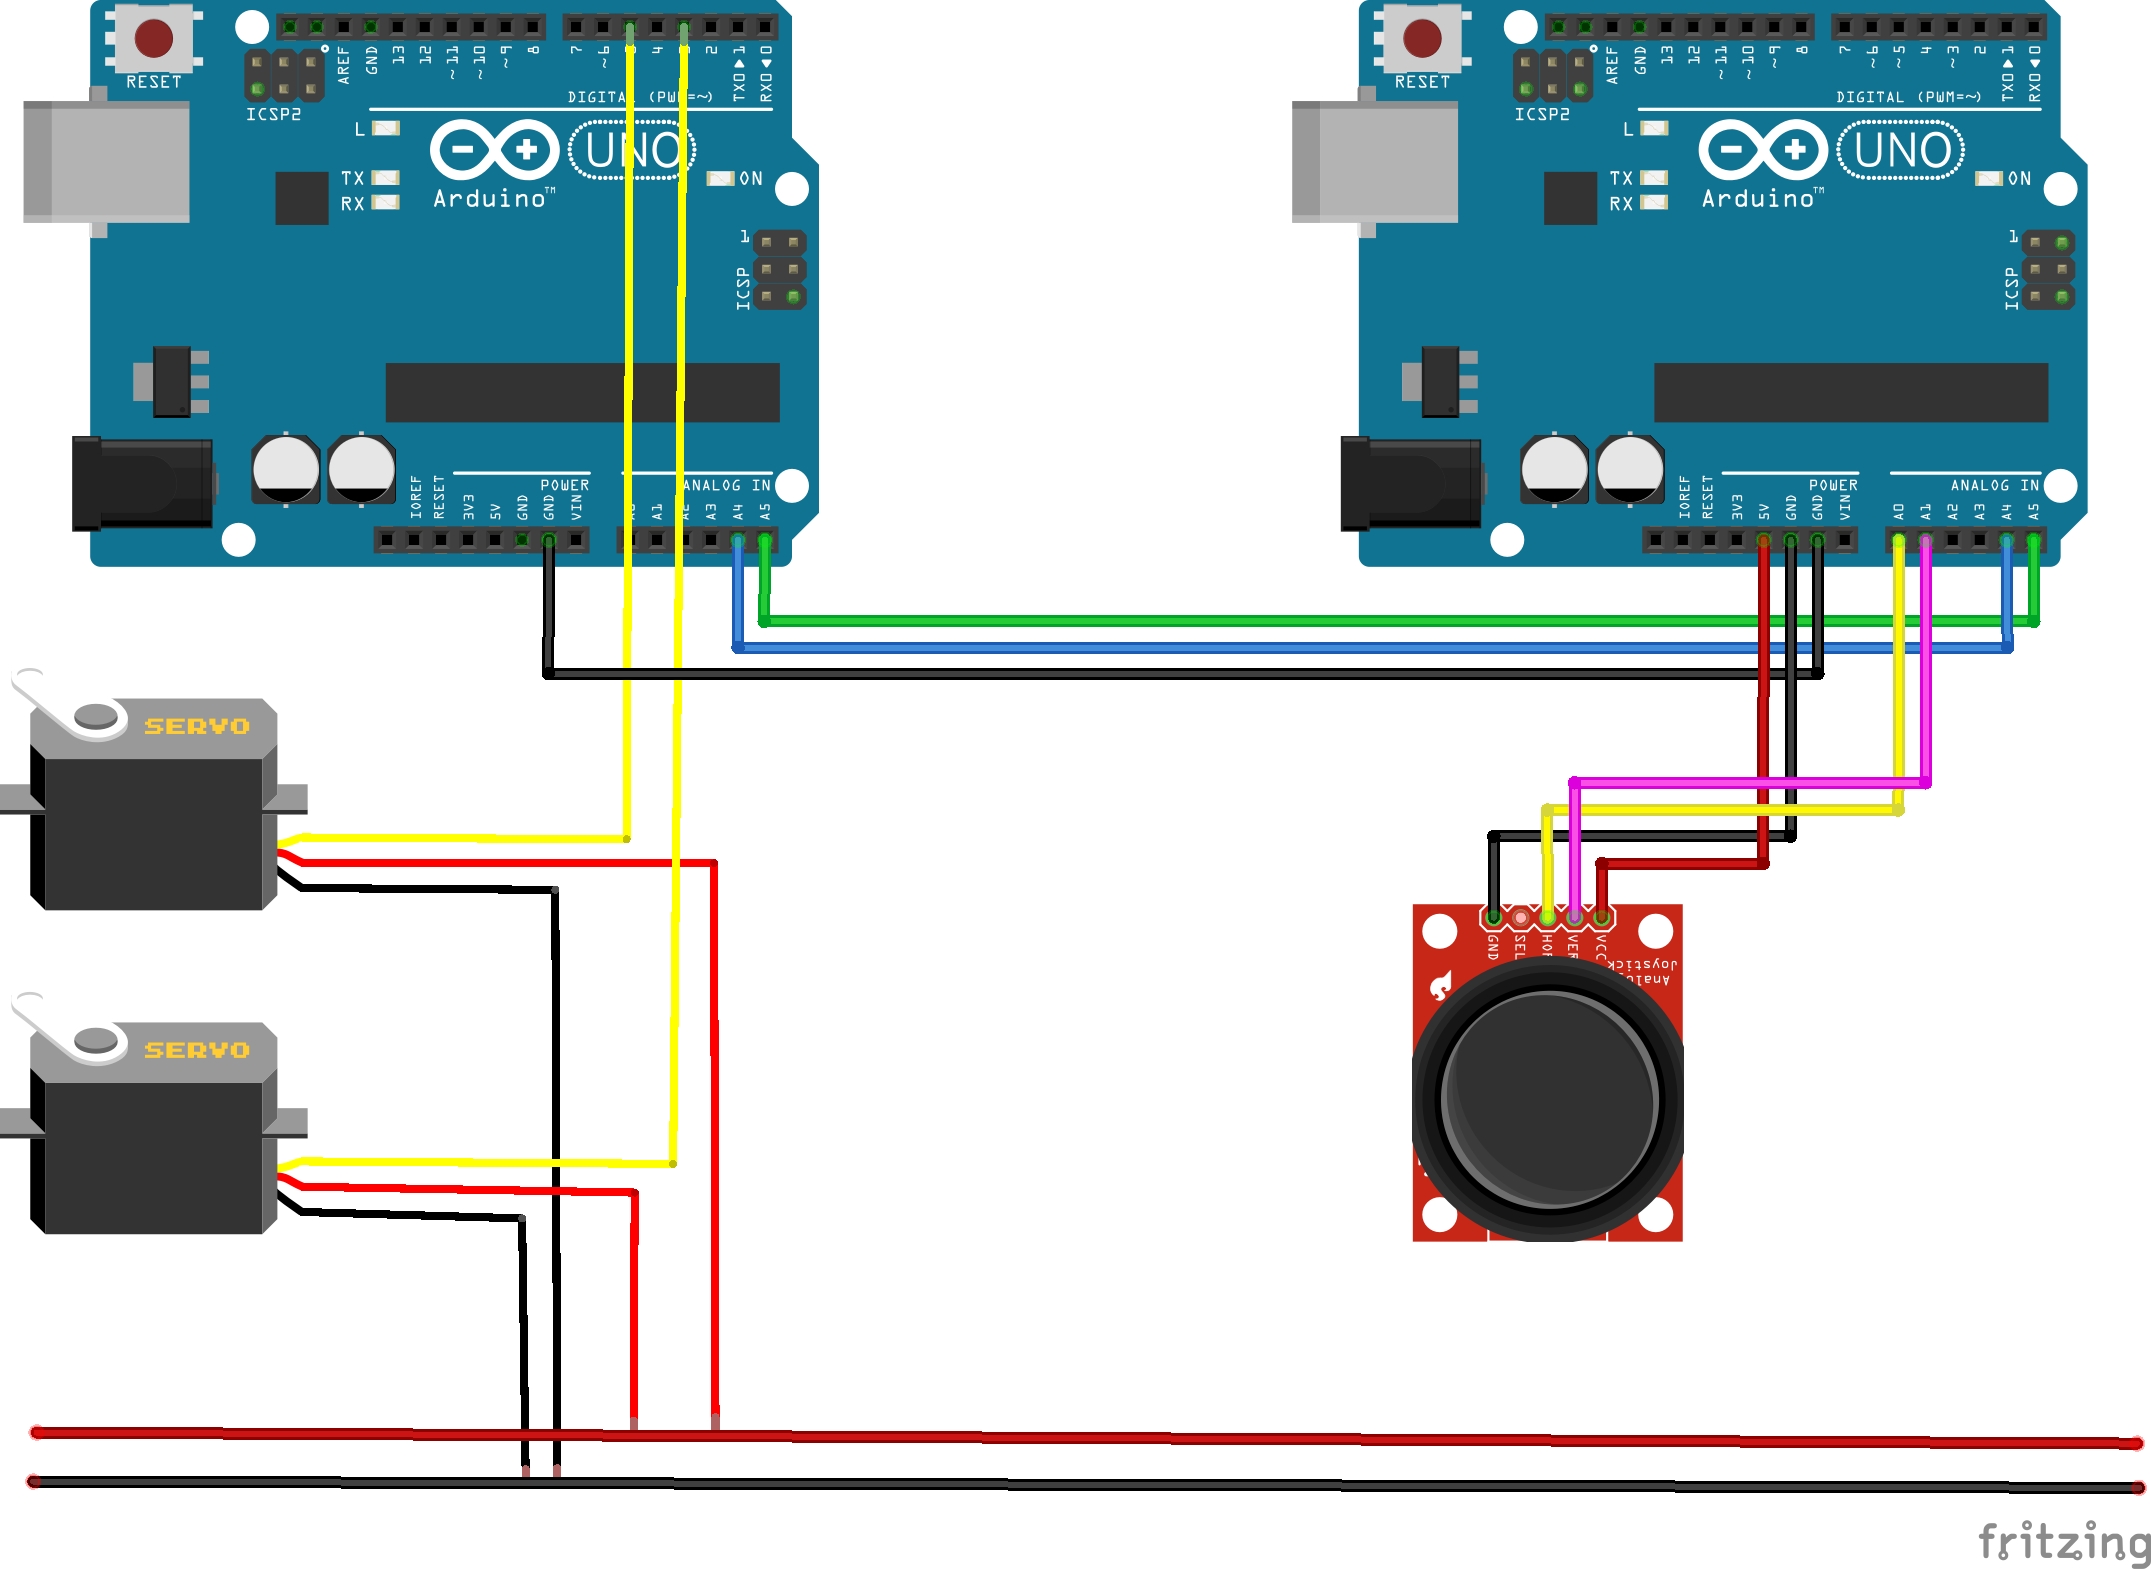 RESET
ICSP2
AREF
GND
13
12
~11
~10
~9
8
7
~6
4
2
TX0▶1
RX0◀0
DIGITAL (PWM=~)
L
TX
RX
Arduino™
UNO
ON
1
ICSP
IOREF
RESET
3V3
5V
GND
GND
VIN
POWER
A1
A3
A4
A5
ANALOG IN
RESET
ICSP2
AREF
GND
13
12
~11
~10
~9
8
7
~6
~5
4
~3
2
TX0▶1
RX0◀0
DIGITAL (PWM=~)
L
TX
RX
Arduino™
UNO
ON
1
ICSP
IOREF
RESET
3V3
5V
GND
GND
VIN
POWER
A0
A1
A2
A3
A4
A5
ANALOG IN
SERVO
SERVO
GND
SEL
HOR
VER
VCC
Analog
Joystick
fritzing